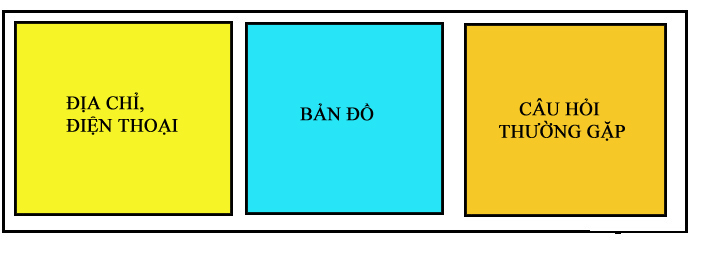 ĐỊA CHỈ,
ĐIỆN THOẠI
BẢN ĐỒ
CÂU HỎI
THƯỜNG GẶP